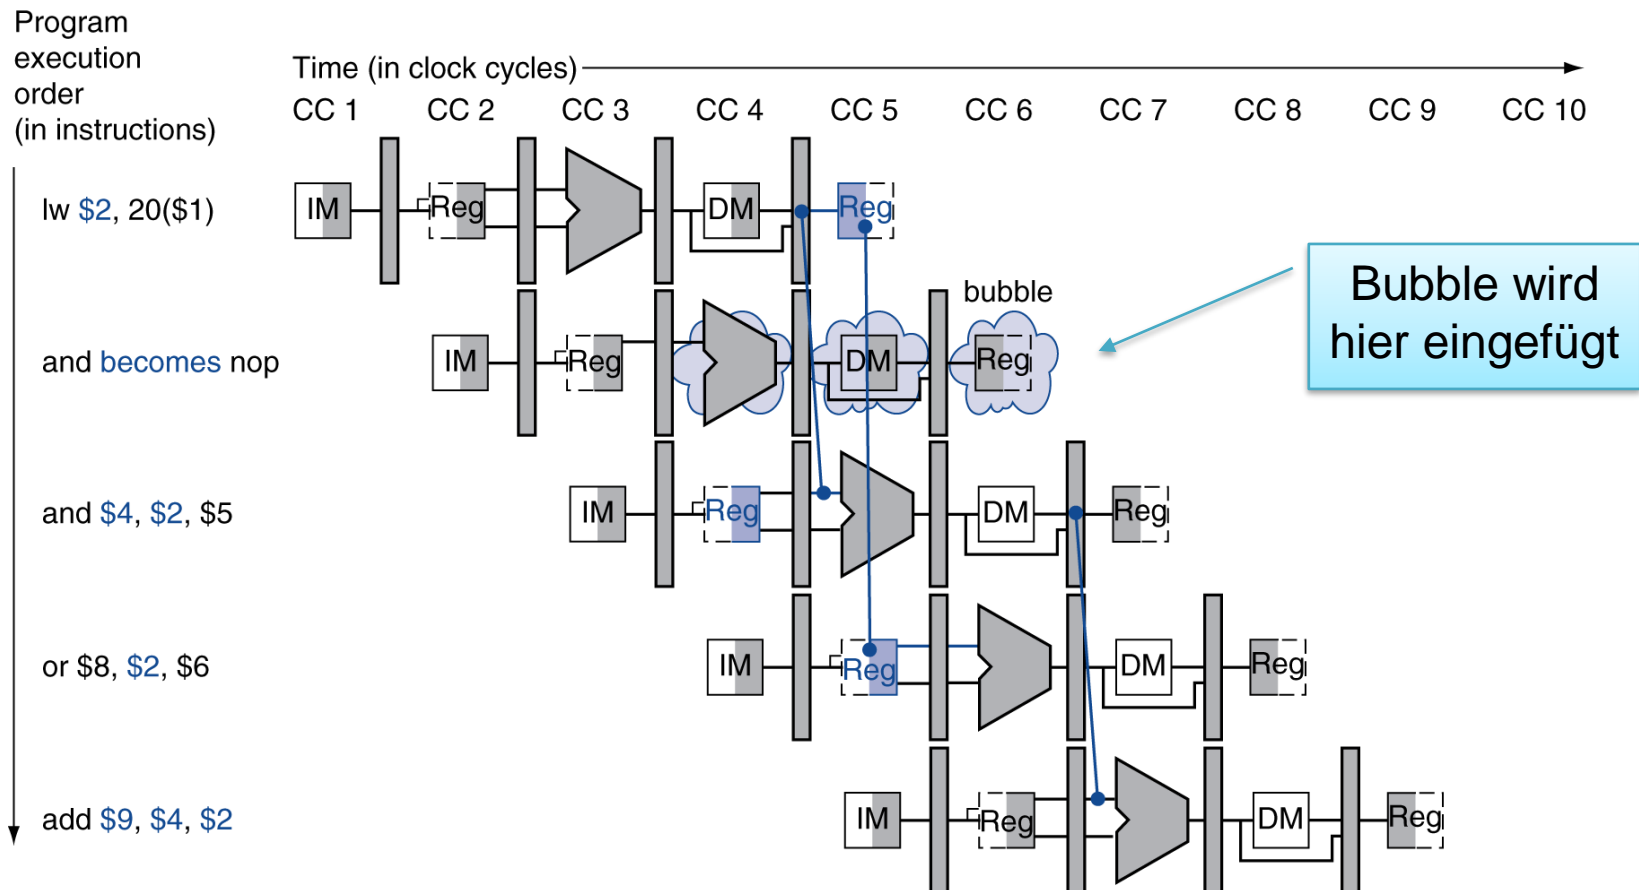 Program
execution
order
(in instructions)
Time (in clock cycles)
CC 1 CC 2 CC 3 CC 4 CC 5 CC 6 CC 7 CC 8 CC 9 CC 10
lw $2, 20($1)
IM Reg DM Reg
Bubble wird
hier eingefügt
bubble
and becomes nop
IM Reg DM Reg
and $4, $2, $5
IM Reg DM Reg
or $8, $2, $6
IM Reg DM Reg
add $9, $4, $2
IM Reg DM Reg